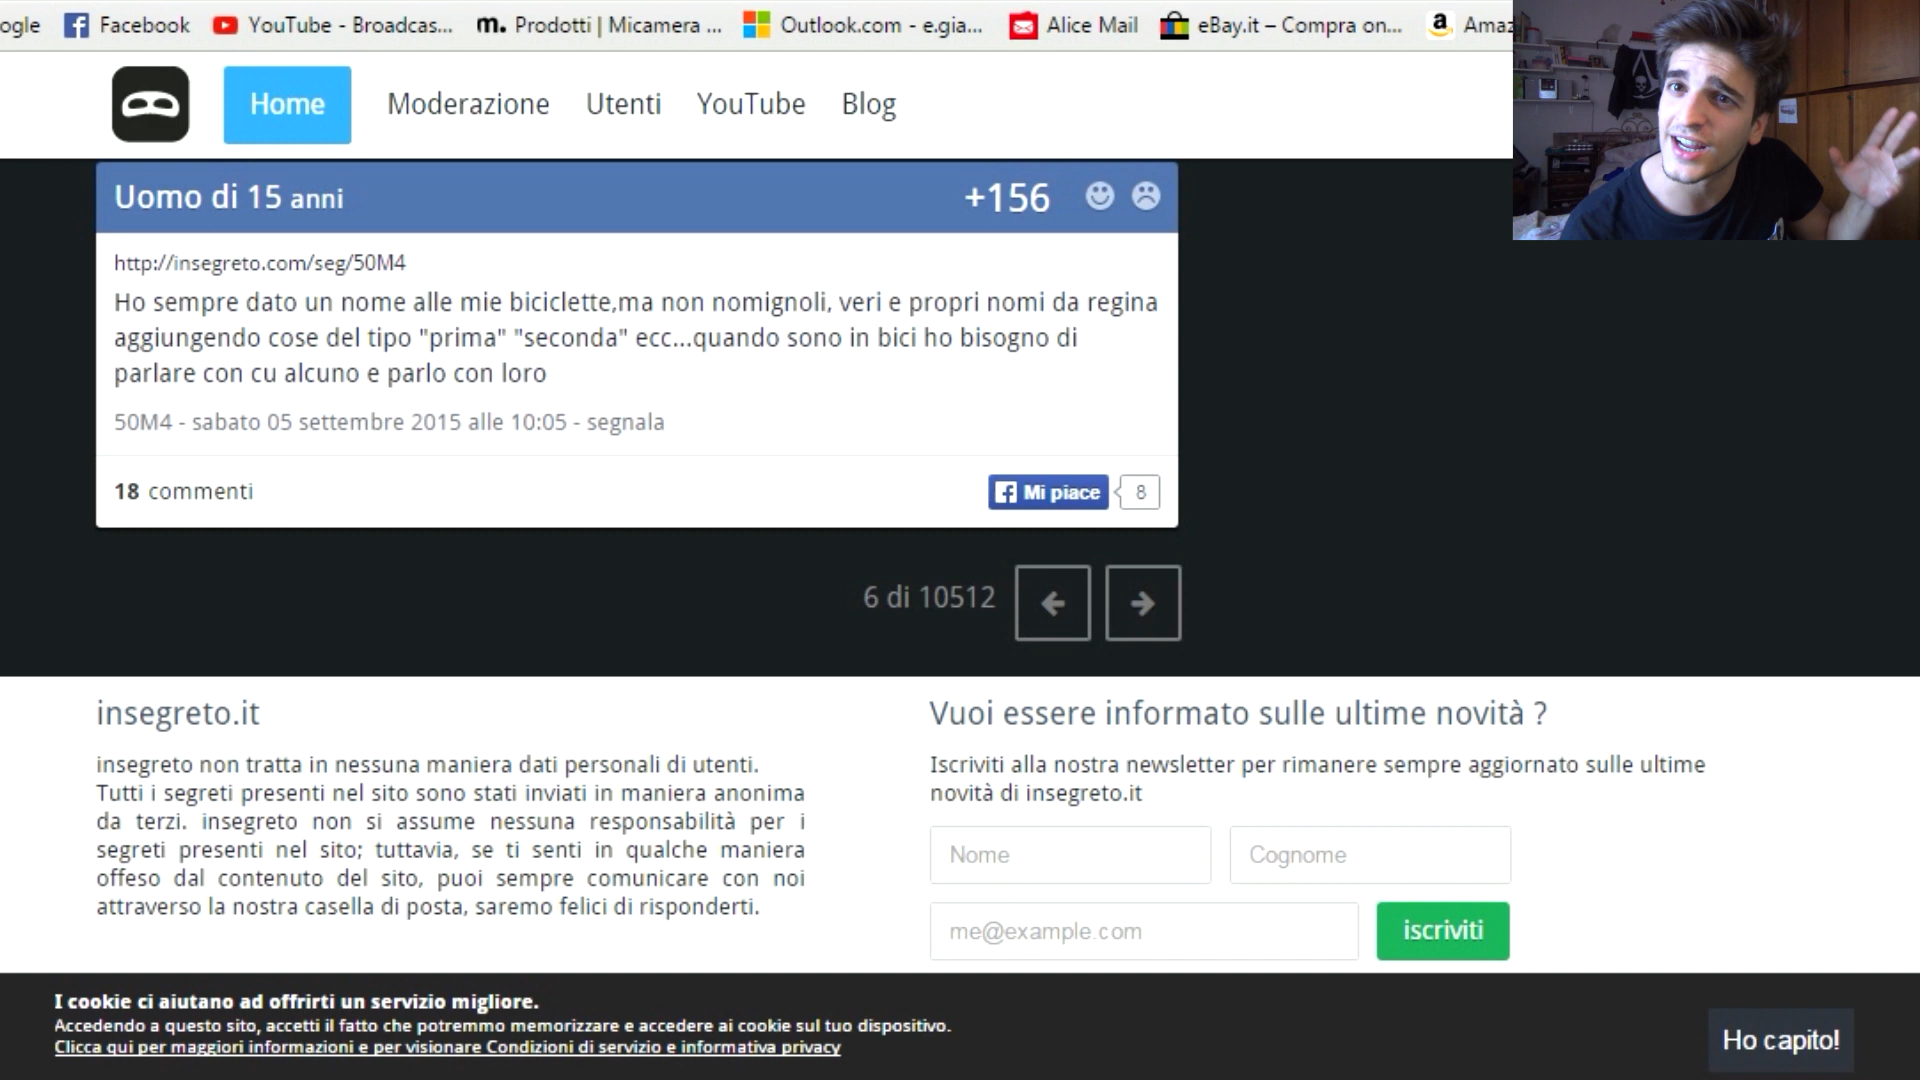 ogle Facebook YouTube - Broadcas... m. Prodotti | Micamera ... Outlook.com - e.gia... Alice Mail eBay.it – Compra on... a Amaz
Home Moderazione Utenti YouTube Blog
Uomo di 15 anni +156
http://insegreto.com/seg/50M4
Ho sempre dato un nome alle mie biciclette,ma non nomignoli, veri e propri nomi da regina
aggiungendo cose del tipo "prima" "seconda" ecc...quando sono in bici ho bisogno di
parlare con cu alcuno e parlo con loro
50M4 - sabato 05 settembre 2015 alle 10:05 - segnala
18 commenti Mi piace 8
6 di 10512
insegreto.it
insegreto non tratta in nessuna maniera dati personali di utenti.
Tutti i segreti presenti nel sito sono stati inviati in maniera anonima
da terzi. insegreto non si assume nessuna responsabilità per i
segreti presenti nel sito; tuttavia, se ti senti in qualche maniera
offeso dal contenuto del sito, puoi sempre comunicare con noi
attraverso la nostra casella di posta, saremo felici di risponderti.
Vuoi essere informato sulle ultime novità ?
Iscriviti alla nostra newsletter per rimanere sempre aggiornato sulle ultime
novità di insegreto.it
Nome Cognome
me@example.com iscriviti
I cookie ci aiutano ad offrirti un servizio migliore.
Accedendo a questo sito, accetti il fatto che potremmo memorizzare e accedere ai cookie sul tuo dispositivo.
Clicca qui per maggiori informazioni e per visionare Condizioni di servizio e informativa privacy
Ho capito!